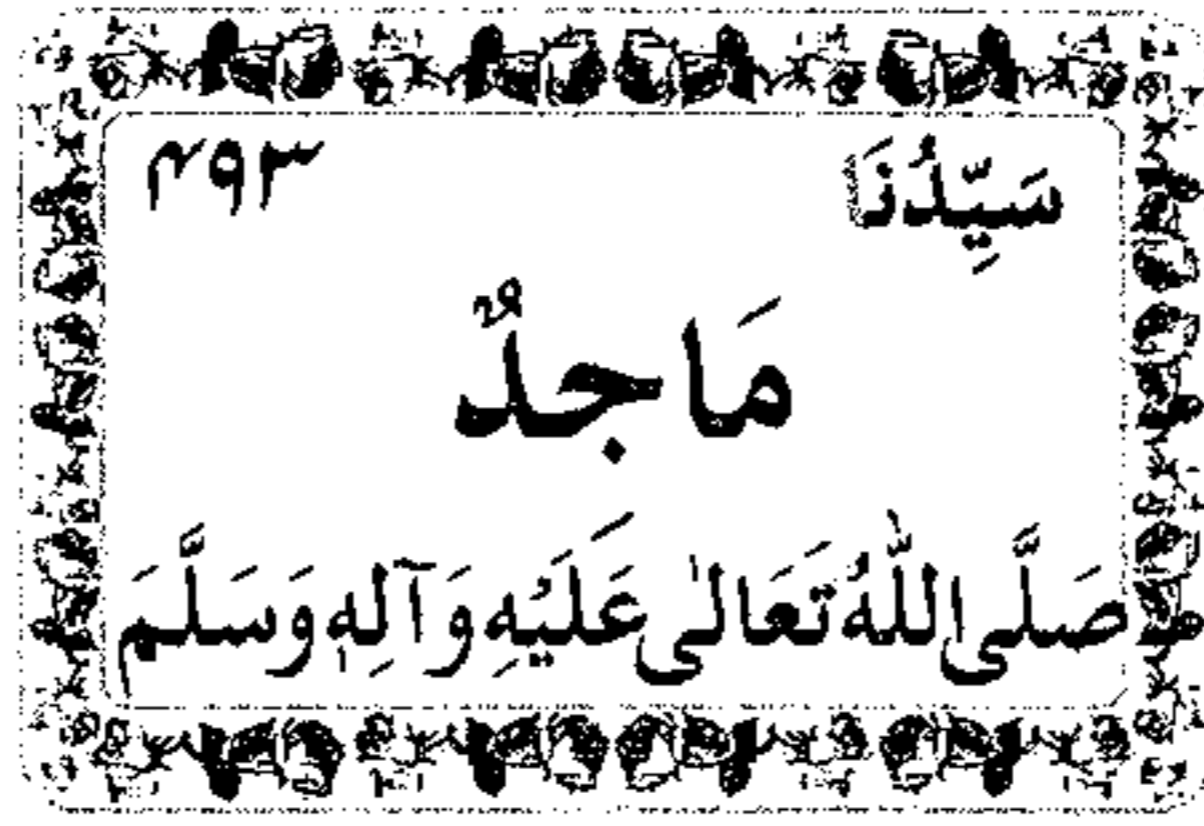 سَيِّدُنَا ۴۹۳
مَاجِدٌ
صَلَّى اللّٰهُ تَعَالٰى عَلَيْهِ وَآلِهٖ وَسَلَّمَ